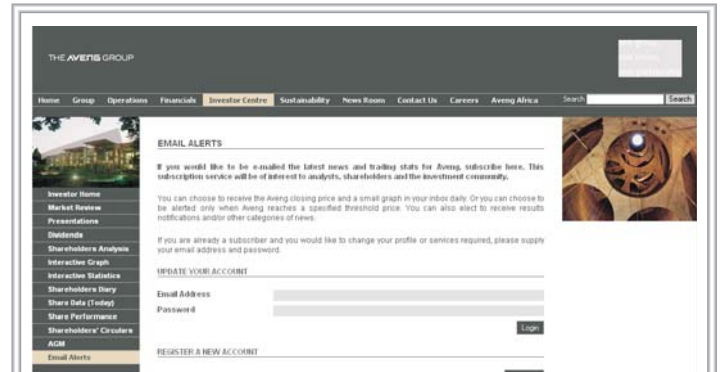 THE AVENG GROUP
Home Group Operations Financials Investor Centre Sustainability News Room Contact Us Careers Aveng Africa Search Search
EMAIL ALERTS
If you would like to be e-mailed the latest news and trading stats for Aveng, subscribe here. This
subscription service will be of interest to analysts, shareholders and the investment community.
You can choose to receive the Aveng closing price and a small graph in your inbox daily. Or you can choose to
be alerted only when Aveng reaches a specified threshold price. You can also elect to receive results
notifications and/or other categories of news.
If you are already a subscriber and you would like to change your profile or services required, please supply
your email address and password.
UPDATE YOUR ACCOUNT
Email Address
Password
Login
REGISTER A NEW ACCOUNT
Investor Home
Market Review
Presentations
Dividends
Shareholders Analysis
Interactive Graph
Interactive Statistics
Shareholders Diary
Share Data (Today)
Share Performance
Shareholders' Circulars
AGM
Email Alerts